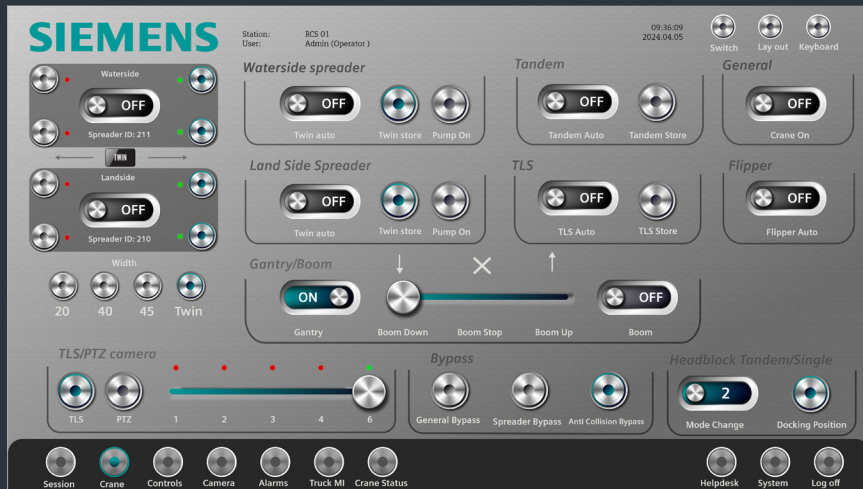 SIEMENS
Station: RCS 01
User: Admin (Operator )
09:36:09
2024.04.05
Switch
Lay out
Keyboard
Waterside
OFF
Spreader ID: 211
TWIN
Landside
OFF
Spreader ID: 210
Width
20
40
45
Twin
Waterside spreader
OFF
Twin auto
Twin store
Pump On
Tandem
OFF
Tandem Auto
Tandem Store
General
OFF
Crane On
Land Side Spreader
OFF
Twin auto
Twin store
Pump On
TLS
OFF
TLS Auto
TLS Store
Flipper
OFF
Flipper Auto
Gantry/Boom
ON
OFF
Gantry
Boom Down
Boom Stop
Boom Up
Boom
TLS/PTZ camera
TLS
PTZ
1
2
3
4
6
Bypass
General Bypass
Spreader Bypass
Anti Collision Bypass
Headblock Tandem/Single
2
Mode Change
Docking Position
Session
Crane
Controls
Camera
Alarms
Truck MI
Crane Status
Helpdesk
System
Log off